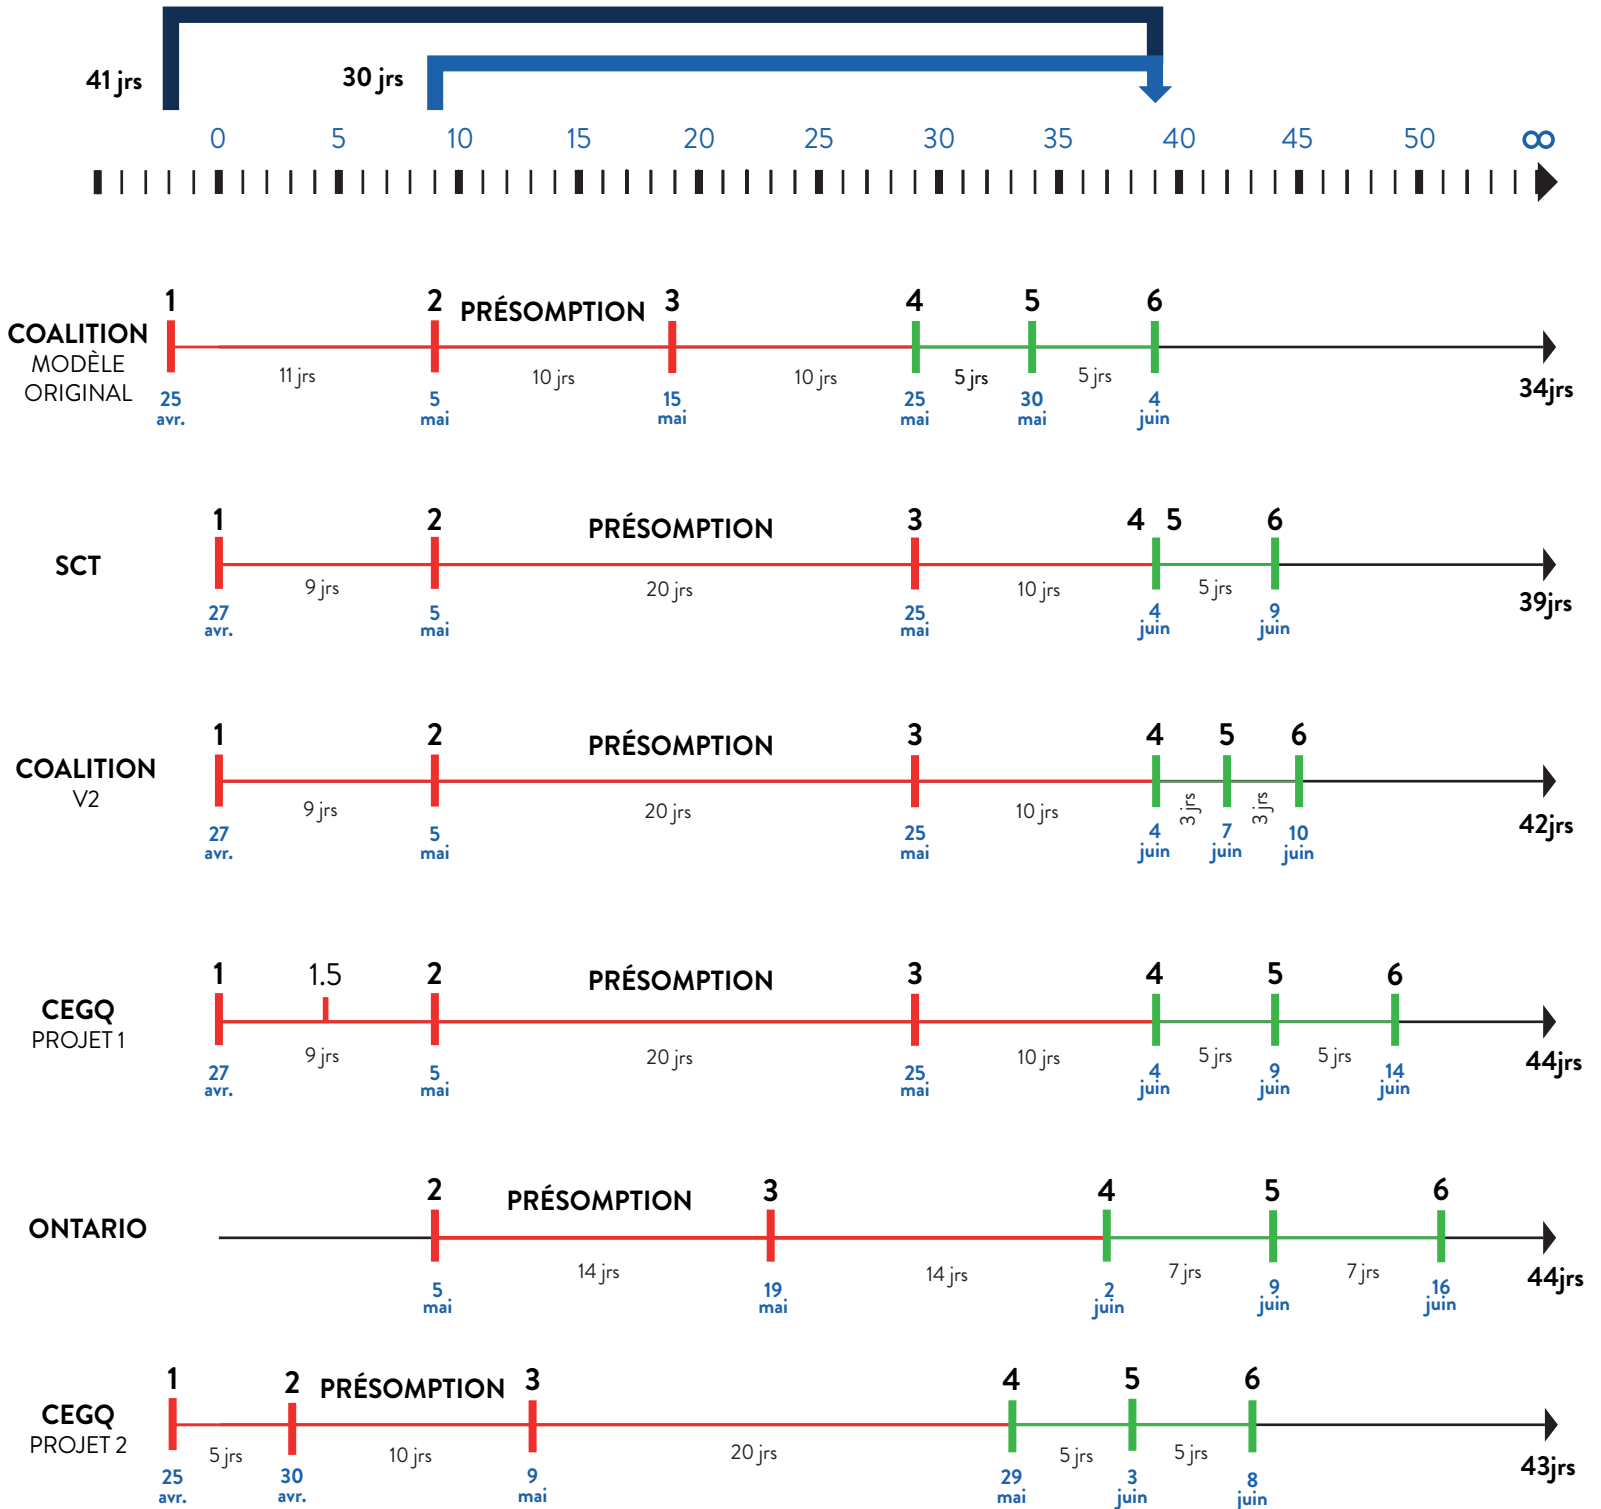 41 jrs
30 jrs
0 5 10 15 20 25 30 35 40 45 50 ∞
1 2 PRÉSOMPTION 3 4 5 6
COALITION
MODÈLE
ORIGINAL
11 jrs 10 jrs 10 jrs 5 jrs 5 jrs
34jrs
25 5 15 25 30 4
avr. mai mai mai mai juin
1 2 PRÉSOMPTION 3 4 5 6
SCT
9 jrs 20 jrs 10 jrs 5 jrs
39jrs
27 5 25 4 9
avr. mai mai juin juin
1 2 PRÉSOMPTION 3 4 5 6
COALITION
V2
9 jrs 20 jrs 10 jrs 3 jrs 3 jrs
42jrs
27 5 25 4 7 10
avr. mai mai juin juin juin
1 1.5 2 PRÉSOMPTION 3 4 5 6
CEGQ
PROJET 1
9 jrs 20 jrs 10 jrs 5 jrs 5 jrs
44jrs
27 5 25 4 9 14
avr. mai mai juin juin juin
2 PRÉSOMPTION 3 4 5 6
ONTARIO
14 jrs 14 jrs 7 jrs 7 jrs
44jrs
5 19 2 9 16
mai mai juin juin juin
1 2 PRÉSOMPTION 3 4 5 6
CEGQ
PROJET 2
5 jrs 10 jrs 20 jrs 5 jrs 5 jrs
43jrs
25 30 9 29 3 8
avr. avr. mai mai juin juin